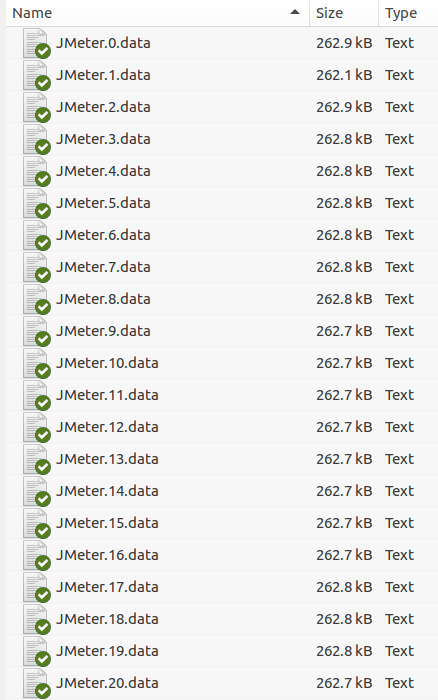 Name Size Type
JMeter.0.data 262.9 kB Text
JMeter.1.data 262.1 kB Text
JMeter.2.data 262.9 kB Text
JMeter.3.data 262.8 kB Text
JMeter.4.data 262.8 kB Text
JMeter.5.data 262.8 kB Text
JMeter.6.data 262.8 kB Text
JMeter.7.data 262.8 kB Text
JMeter.8.data 262.8 kB Text
JMeter.9.data 262.7 kB Text
JMeter.10.data 262.7 kB Text
JMeter.11.data 262.7 kB Text
JMeter.12.data 262.7 kB Text
JMeter.13.data 262.7 kB Text
JMeter.14.data 262.7 kB Text
JMeter.15.data 262.7 kB Text
JMeter.16.data 262.7 kB Text
JMeter.17.data 262.8 kB Text
JMeter.18.data 262.8 kB Text
JMeter.19.data 262.8 kB Text
JMeter.20.data 262.7 kB Text